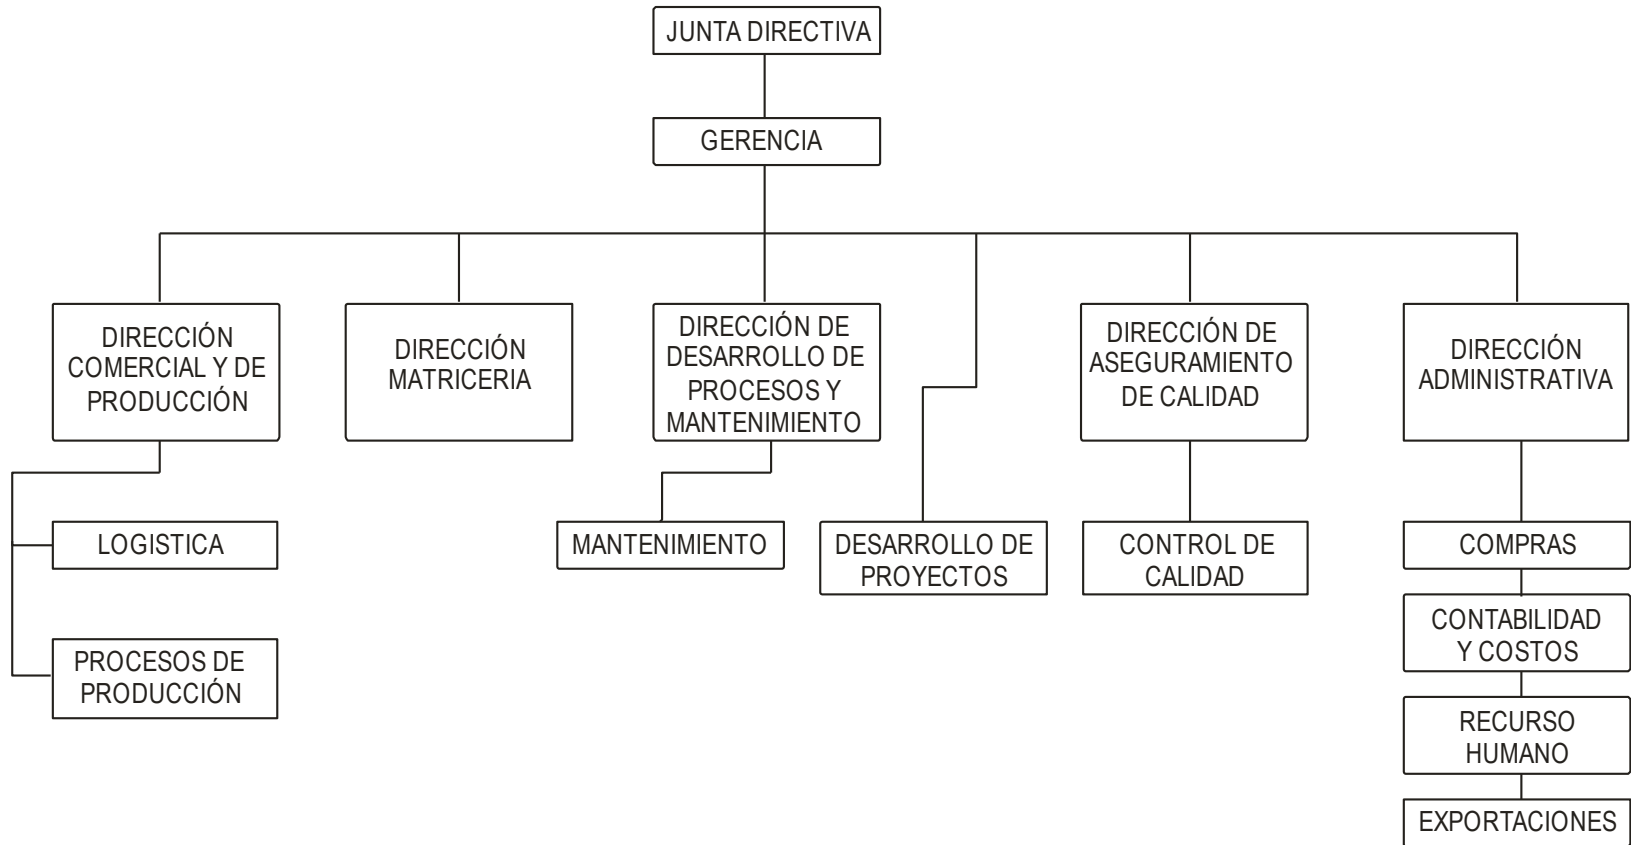 JUNTA DIRECTIVA
GERENCIA
DIRECCIÓN
COMERCIAL Y DE
PRODUCCIÓN
DIRECCIÓN
MATRICERIA
DIRECCIÓN DE
DESARROLLO DE
PROCESOS Y
MANTENIMIENTO
DIRECCIÓN DE
ASEGURAMIENTO
DE CALIDAD
DIRECCIÓN
ADMINISTRATIVA
LOGISTICA
MANTENIMIENTO
DESARROLLO DE
PROYECTOS
CONTROL DE
CALIDAD
COMPRAS
PROCESOS DE
PRODUCCIÓN
CONTABILIDAD
Y COSTOS
RECURSO
HUMANO
EXPORTACIONES